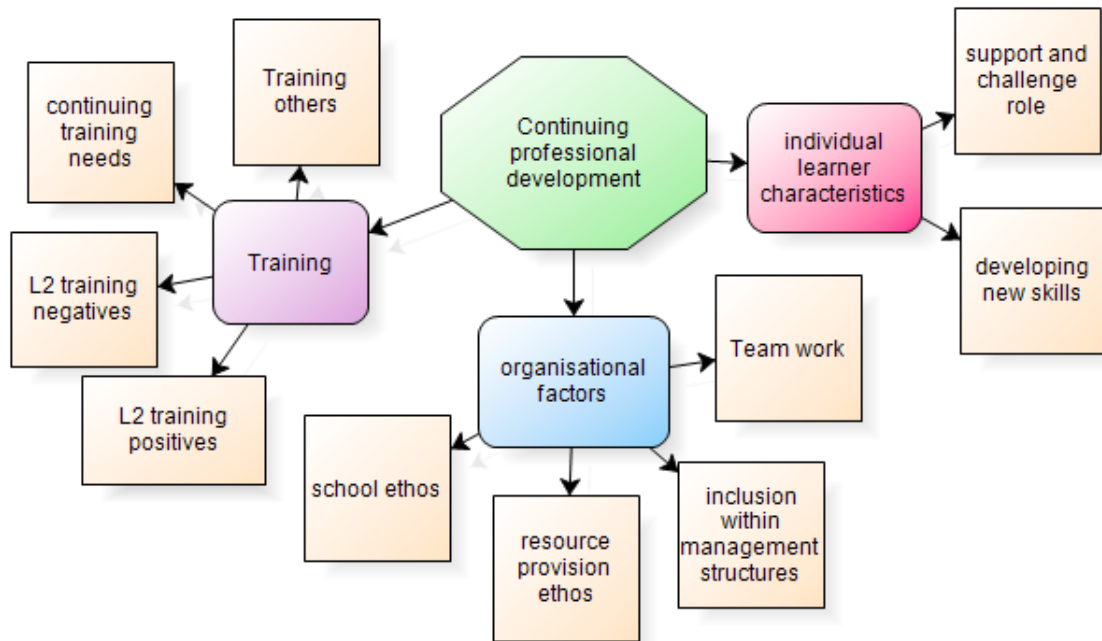 Continuing
professional
development
Training
continuing
training
needs
Training
others
L2 training
negatives
L2 training
positives
organisational
factors
school ethos
resource
provision
ethos
inclusion
within
management
structures
Team work
individual
learner
characteristics
support and
challenge
role
developing
new skills